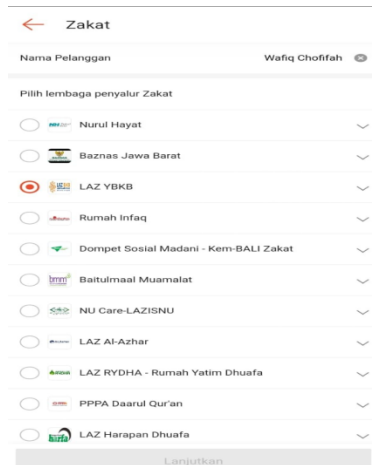 Zakat
Nama Pelanggan Wafiq Chofifah
Pilih lembaga penyalur Zakat
Nurul Hayat
Baznas Jawa Barat
LAZ YBKB
Rumah Infaq
Dompet Sosial Madani - Kem-BALI Zakat
bmm Baitulmaal Muamalat
NU Care-LAZISNU
LAZ Al-Azhar
LAZ RYDHA - Rumah Yatim Dhuafa
PPPA Daarul Qur'an
LAZ Harapan Dhuafa
Lanjutkan